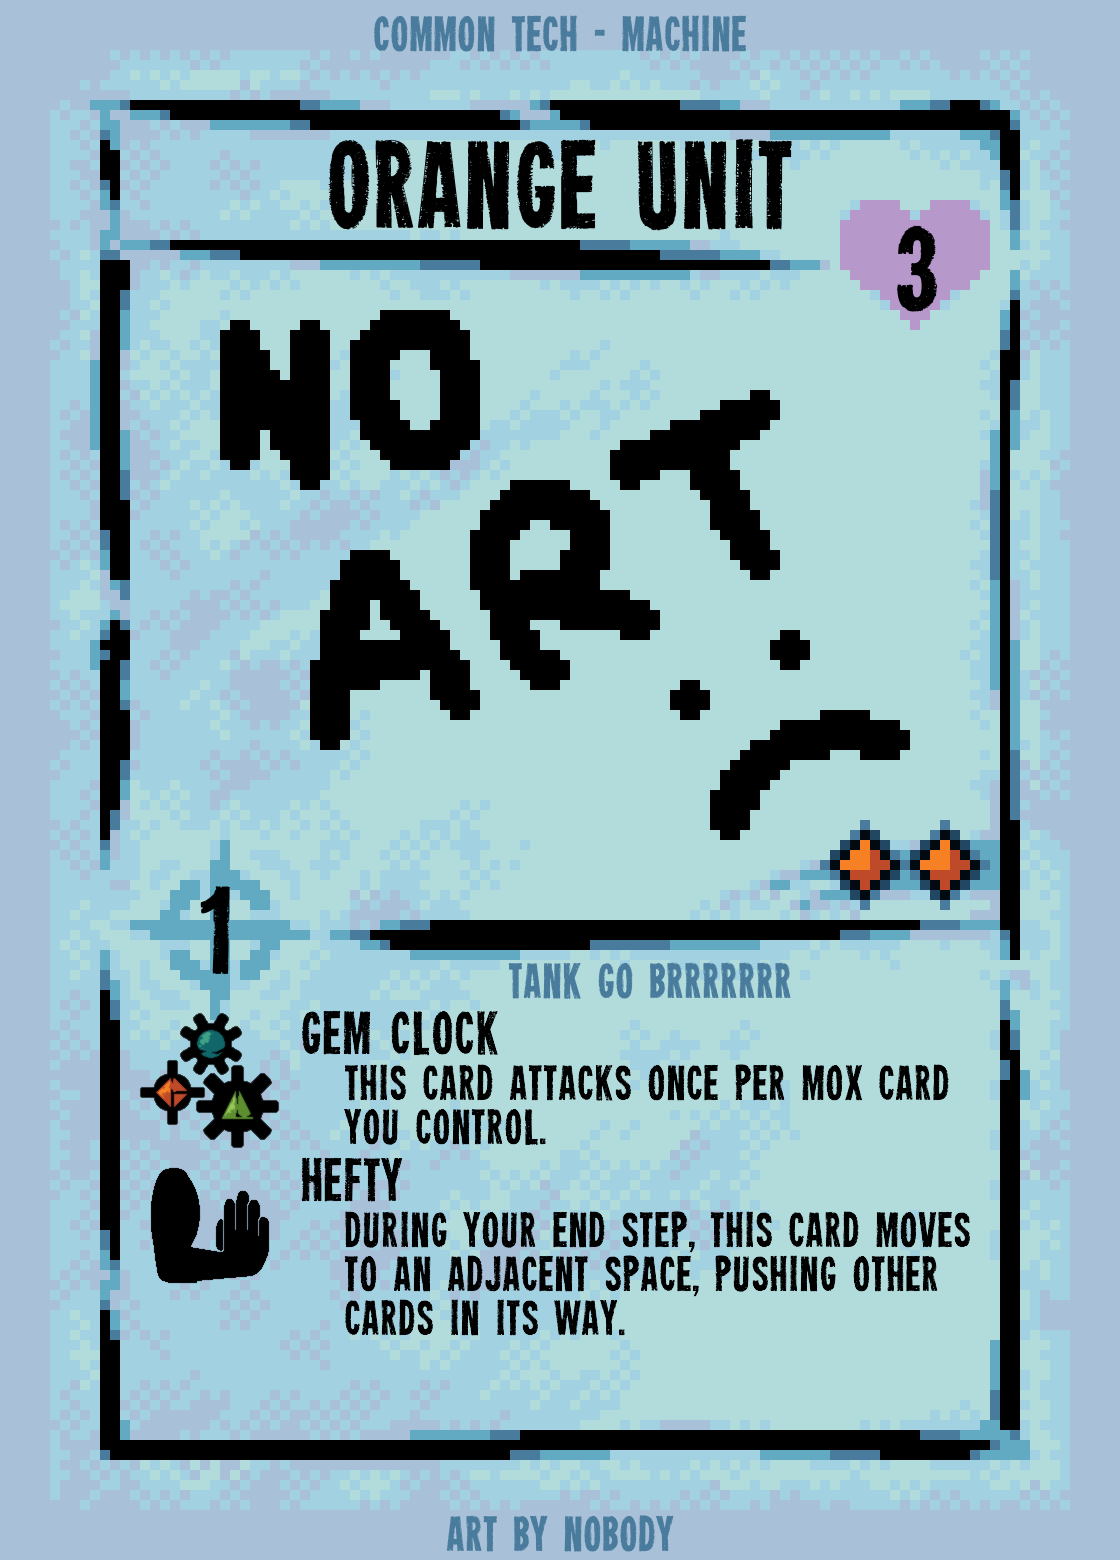 COMMON TECH - MACHINE
ORANGE UNIT
3
NO
ART
:(
1
TANK GO BRRRRRRR
GEM CLOCK
THIS CARD ATTACKS ONCE PER MOX CARD
YOU CONTROL.
HEFTY
DURING YOUR END STEP, THIS CARD MOVES
TO AN ADJACENT SPACE, PUSHING OTHER
CARDS IN ITS WAY.
ART BY NOBODY